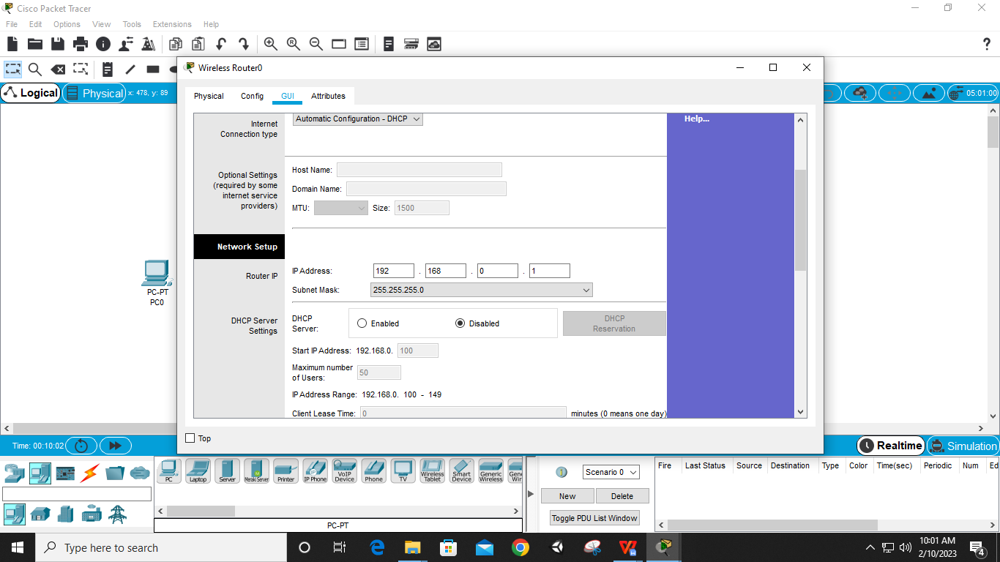 Cisco Packet Tracer
File Edit Options View Tools Extensions Help
?
Wireless Router0
Logical
Physical
x: 478, y: 89
05:01:00
Physical Config GUI Attributes
Internet
Connection type
Automatic Configuration - DHCP
Help...
Optional Settings
(required by some
internet service
providers)
Host Name:
Domain Name:
MTU:
Size: 1500
Network Setup
Router IP
IP Address: 192 . 168 . 0 . 1
Subnet Mask: 255.255.255.0
DHCP Server
Settings
DHCP
Server:
Enabled
Disabled
DHCP
Reservation
Start IP Address: 192.168.0. 100
Maximum number
of Users:
50
IP Address Range: 192.168.0. 100 - 149
Client Lease Time: 0 minutes (0 means one day)
Top
PC-PT
PC0
Time: 00:10:02
Realtime
Simulation
PC
Laptop
Server
Meraki Server
Printer
IP Phone
VoIP
Device
Phone
TV
Wireless
Tablet
Smart
Device
Generic
Wireless
Gene
Wir
PC-PT
Scenario 0
New
Delete
Toggle PDU List Window
Fire Last Status Source Destination Type Color Time(sec) Periodic Num Edi
Type here to search
10:01 AM
2/10/2023
4